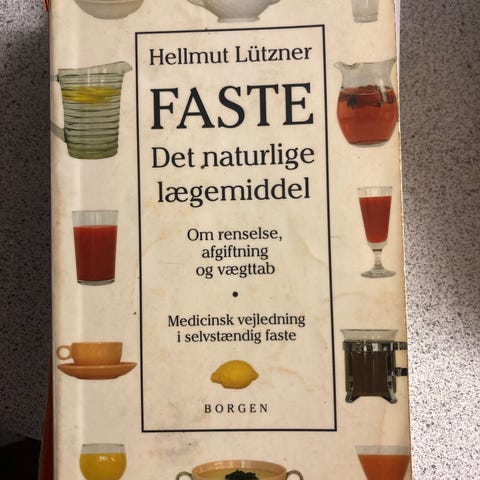 Hellmut Lützner
FASTE
Det naturlige
lægemiddel
Om renselse,
afgiftning
og vægttab
•
Medicinsk vejledning
i selvstændig faste
BORGEN